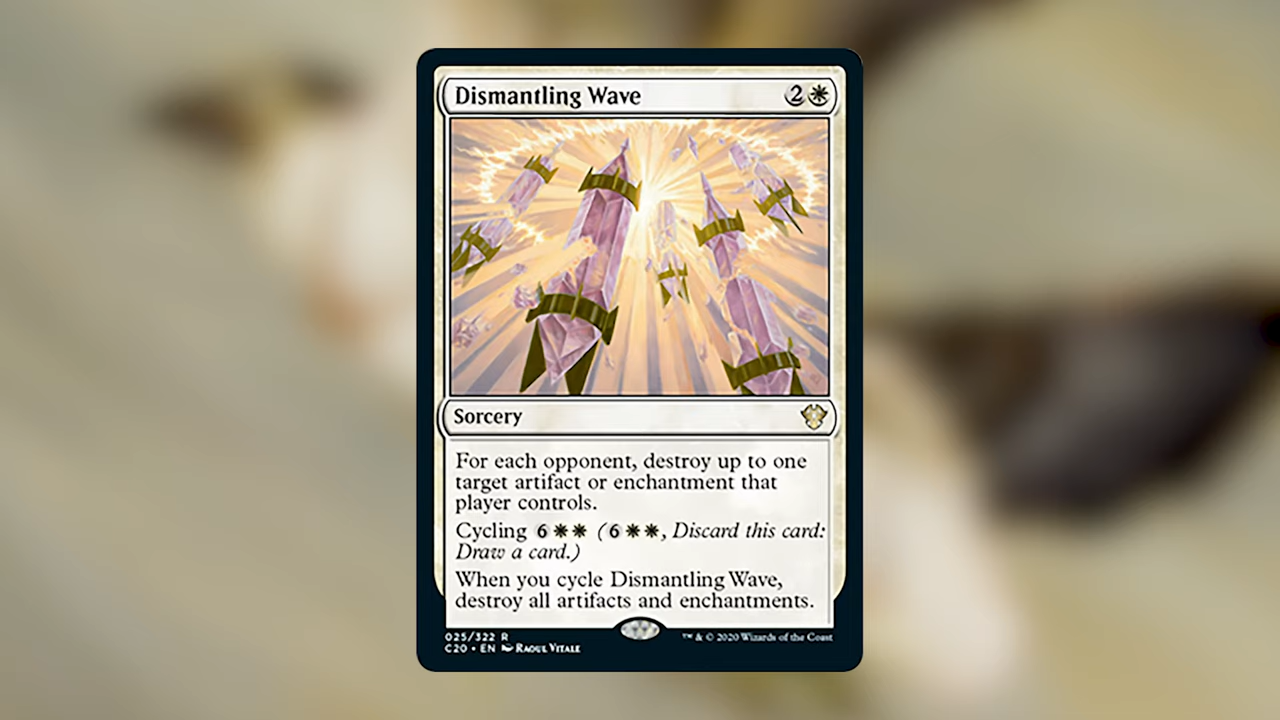 Dismantling Wave 2
Sorcery
For each opponent, destroy up to one
target artifact or enchantment that
player controls.
Cycling 6 (6, Discard this card:
Draw a card.)
When you cycle Dismantling Wave,
destroy all artifacts and enchantments.
025/322 R
™ & © 2020 Wizards of the Coast
C20 • EN Raoul Vitale